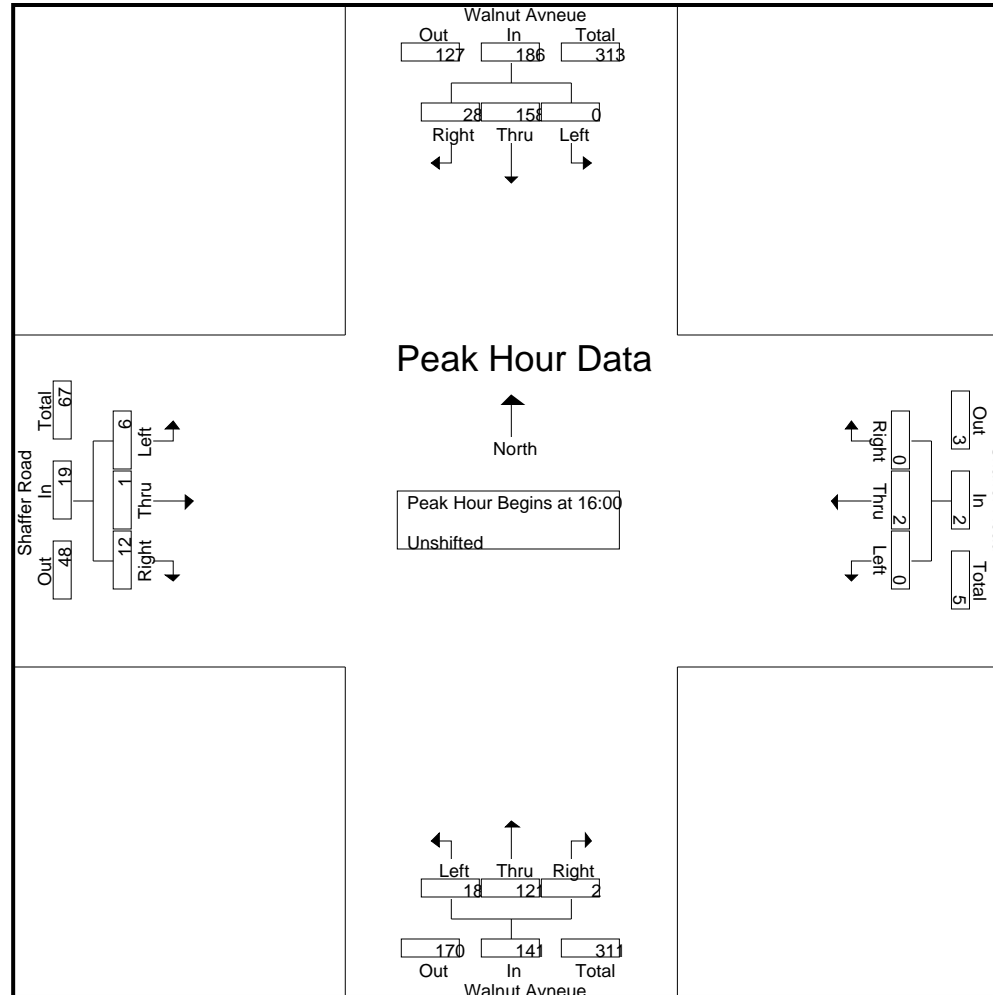 Walnut Avneue
Out In Total
127 186 313
28 158 0
Right Thru Left
Peak Hour Data
North
Peak Hour Begins at 16:00
Unshifted
Shaffer Road
Out In Total
48 19 67
Left Thru Right
6 1 12
Right Thru Left
0 2 0
Out In Total
3 2 5
Left Thru Right
18 121 2
170 141 311
Out In Total
Walnut Avneue